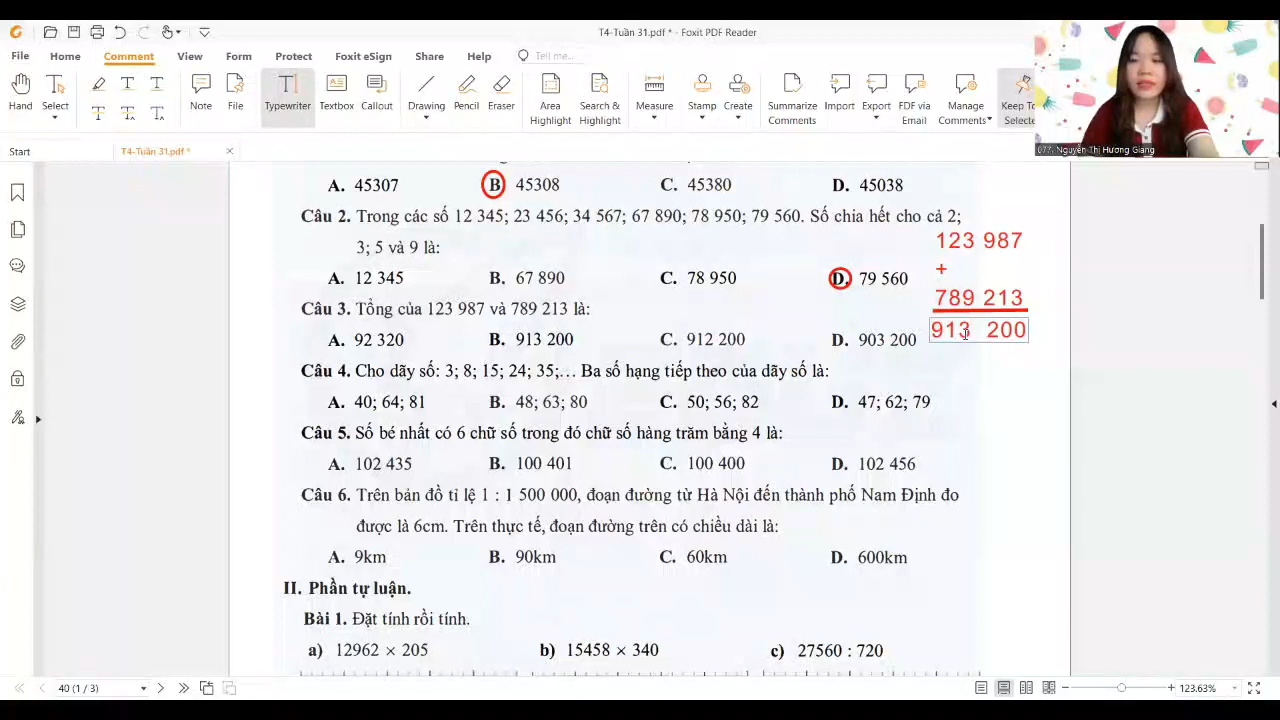 T4-Tuần 31.pdf * - Foxit PDF Reader
File Home Comment View Form Protect Foxit eSign Share Help Tell me...
Hand Select Note File Typewriter Textbox Callout Drawing Pencil Eraser Area Highlight Search & Highlight Measure Stamp Create Summarize Comments Import Export FDF via Email Manage Comments Keep To Selecte
077. Nguyễn Thị Hương Giang
Start T4-Tuần 31.pdf *
A. 45307 B 45308 C. 45380 D. 45038
Câu 2. Trong các số 12 345; 23 456; 34 567; 67 890; 78 950; 79 560. Số chia hết cho cả 2;
3; 5 và 9 là:
A. 12 345 B. 67 890 C. 78 950 D. 79 560
Câu 3. Tổng của 123 987 và 789 213 là:
A. 92 320 B. 913 200 C. 912 200 D. 903 200
123 987
+
789 213
913 200
Câu 4. Cho dãy số: 3; 8; 15; 24; 35;… Ba số hạng tiếp theo của dãy số là:
A. 40; 64; 81 B. 48; 63; 80 C. 50; 56; 82 D. 47; 62; 79
Câu 5. Số bé nhất có 6 chữ số trong đó chữ số hàng trăm bằng 4 là:
A. 102 435 B. 100 401 C. 100 400 D. 102 456
Câu 6. Trên bản đồ tỉ lệ 1 : 1 500 000, đoạn đường từ Hà Nội đến thành phố Nam Định đo
được là 6cm. Trên thực tế, đoạn đường trên có chiều dài là:
A. 9km B. 90km C. 60km D. 600km
II. Phần tự luận.
Bài 1. Đặt tính rồi tính.
a) 12962 × 205 b) 15458 × 340 c) 27560 : 720
40 (1 / 3) 123.63%